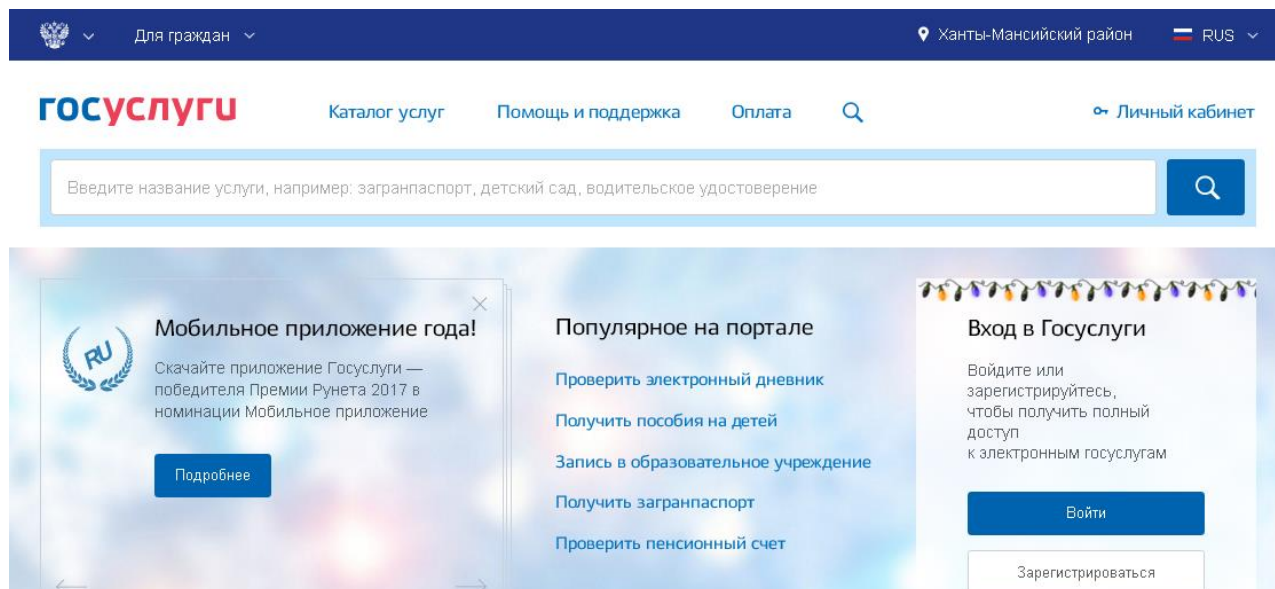 Для граждан
Ханты-Мансийский район
RUS
госуслуги
Каталог услуг
Помощь и поддержка
Оплата
Личный кабинет
Введите название услуги, например: загранпаспорт, детский сад, водительское удостоверение
RU
Мобильное приложение года!
Скачайте приложение Госуслуги —
победителя Премии Рунета 2017 в
номинации Мобильное приложение
Подробнее
Популярное на портале
Проверить электронный дневник
Получить пособия на детей
Запись в образовательное учреждение
Получить загранпаспорт
Проверить пенсионный счет
Вход в Госуслуги
Войдите или
зарегистрируйтесь,
чтобы получить полный
доступ
к электронным госуслугам
Войти
Зарегистрироваться